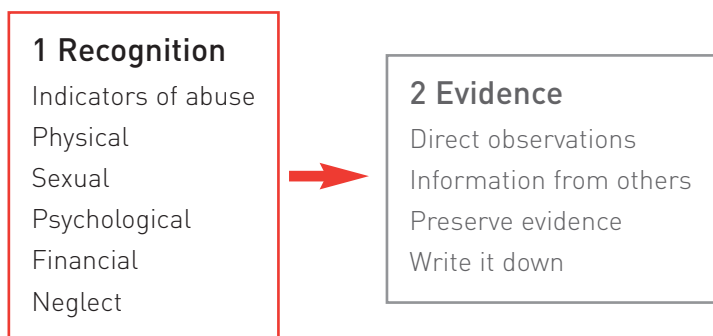 1 Recognition
Indicators of abuse
Physical
Sexual
Psychological
Financial
Neglect
2 Evidence
Direct observations
Information from others
Preserve evidence
Write it down